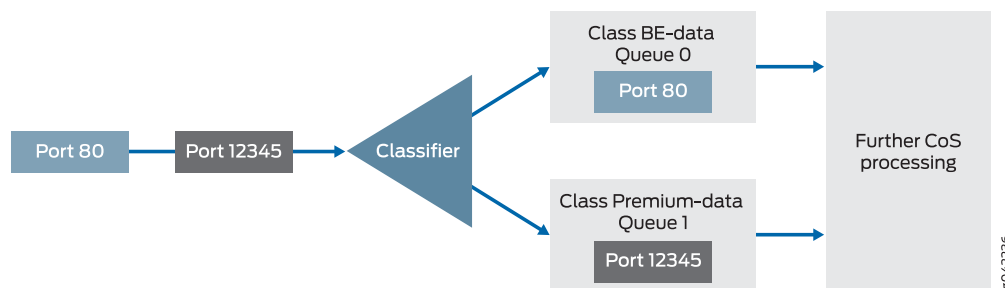 Port 80
Port 12345
Classifier
Class BE-data
Queue 0
Port 80
Class Premium-data
Queue 1
Port 12345
Further CoS
processing